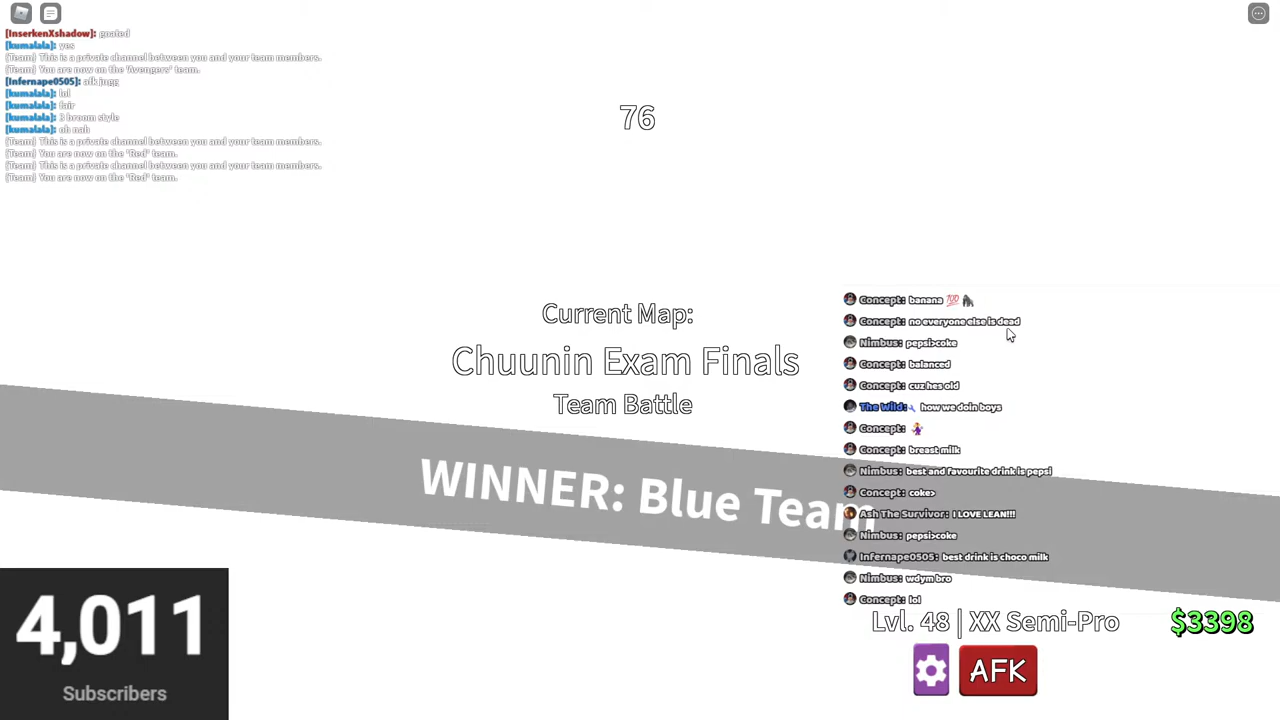 [InserkenXshadow]: gnated
[kumalala]: yes
{Team} This is a private channel between you and your team members.
{Team} You are now on the 'Avengers' team.
[Infernape0505]: afk jngg
[kumalala]: lol
[kumalala]: fair
[kumalala]: 3 broom style
[kumalala]: oh nah
{Team} This is a private channel between you and your team members.
{Team} You are now on the 'Red' team.
{Team} This is a private channel between you and your team members.
{Team} You are now on the 'Red' team.
76
Current Map:
Chuunin Exam Finals
Team Battle
WINNER: Blue Team
Concept: banana 💯 🦍
Concept: no everyone else is dead
Nimbus: pepsi>coke
Concept: balanced
Concept: cuz hes old
The Wild: how we doin boys
Concept:
Concept: breast milk
Nimbus: best and favourite drink is pepsi
Concept: coke>
Ash The Survivor: I LOVE LEAN!!!
Nimbus: pepsi>coke
Infernape0505: best drink is choco milk
Nimbus: wdym bro
Concept: lol
Lvl. 48 | XX Semi-Pro
$3398
AFK
4,011
Subscribers